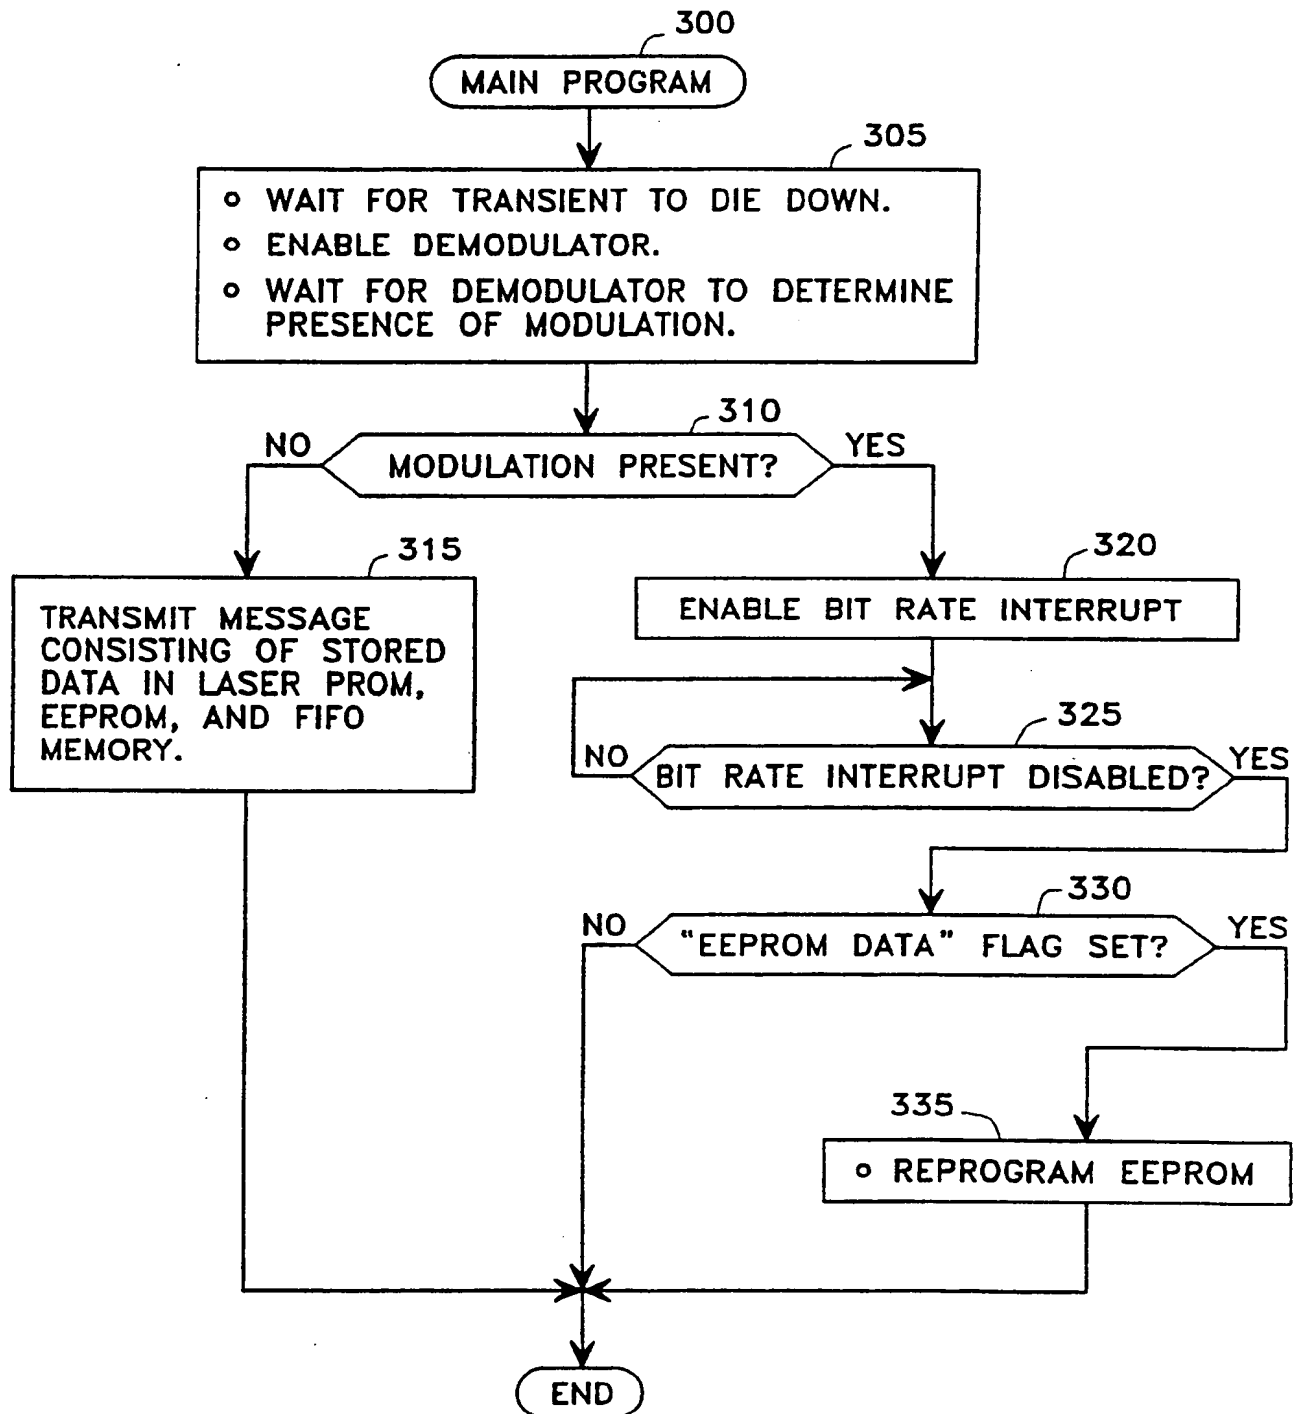 300
MAIN PROGRAM
305
o WAIT FOR TRANSIENT TO DIE DOWN.
o ENABLE DEMODULATOR.
o WAIT FOR DEMODULATOR TO DETERMINE
PRESENCE OF MODULATION.
310
NO
MODULATION PRESENT?
YES
315
TRANSMIT MESSAGE
CONSISTING OF STORED
DATA IN LASER PROM,
EEPROM, AND FIFO
MEMORY.
320
ENABLE BIT RATE INTERRUPT
325
NO
BIT RATE INTERRUPT DISABLED?
YES
330
NO
"EEPROM DATA" FLAG SET?
YES
335
o REPROGRAM EEPROM
END